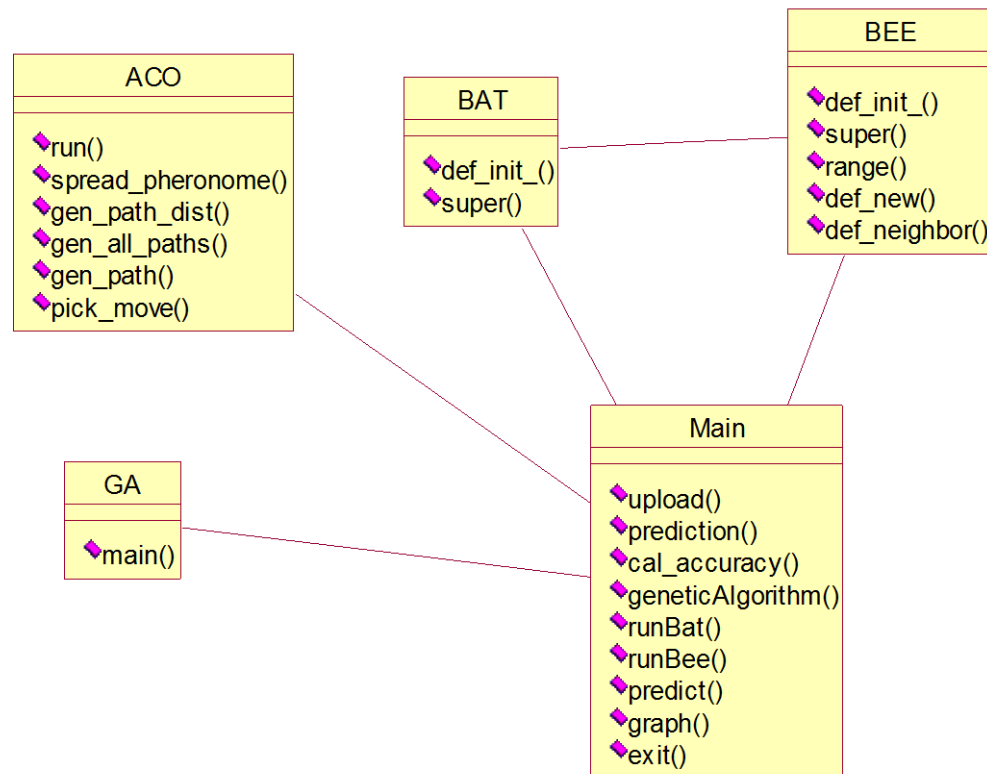 ACO
run()
spread_pheronome()
gen_path_dist()
gen_all_paths()
gen_path()
pick_move()
BAT
def_init_()
super()
BEE
def_init_()
super()
range()
def_new()
def_neighbor()
GA
main()
Main
upload()
prediction()
cal_accuracy()
geneticAlgorithm()
runBat()
runBee()
predict()
graph()
exit()